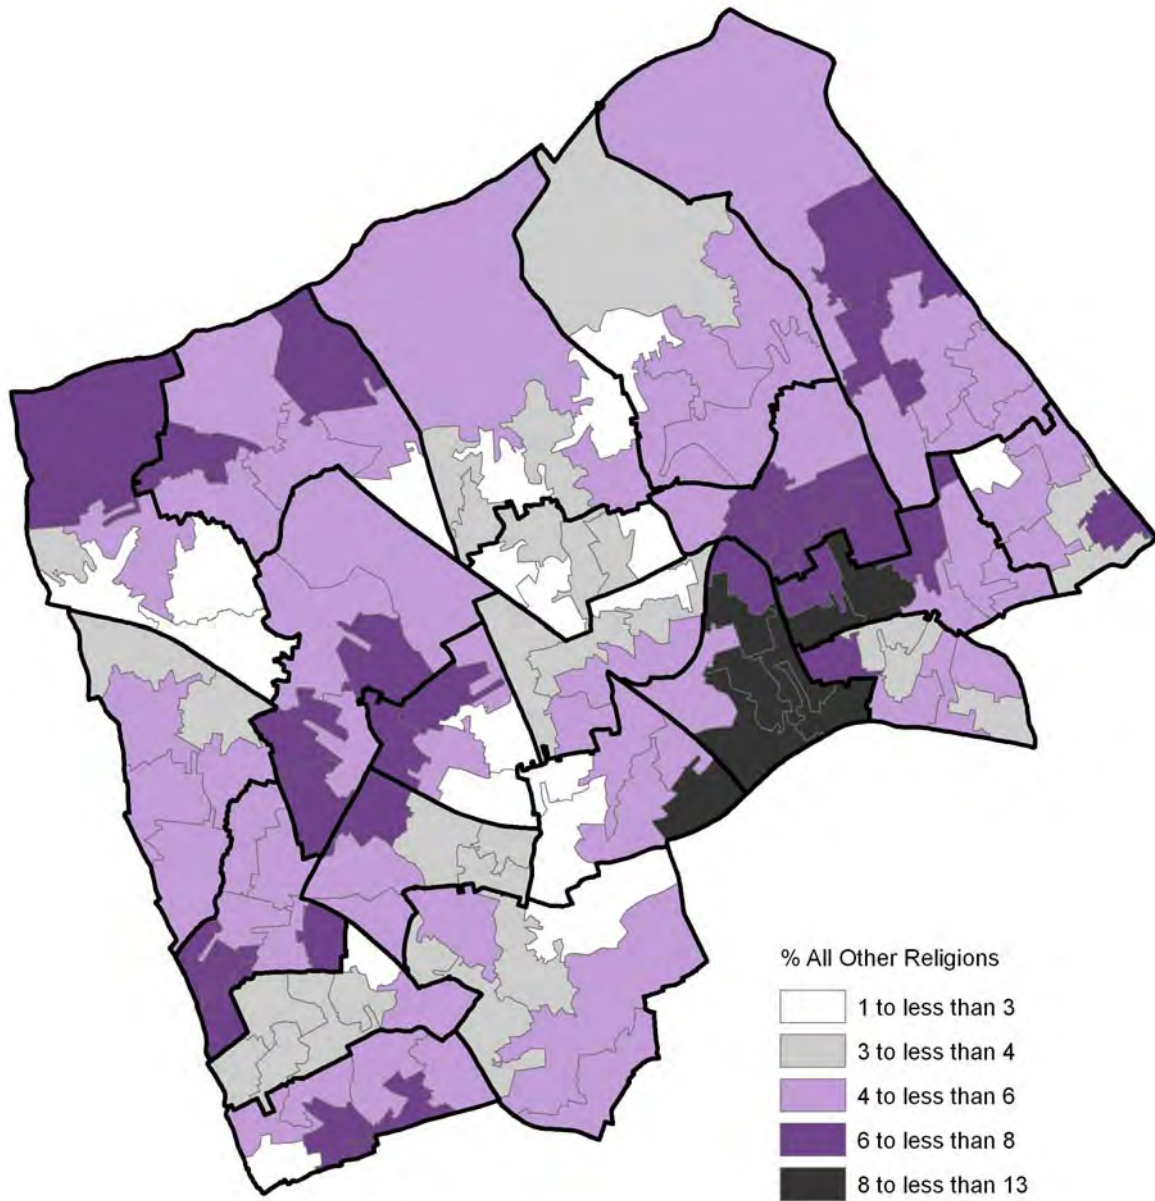 % All Other Religions
1 to less than 3
3 to less than 4
4 to less than 6
6 to less than 8
8 to less than 13